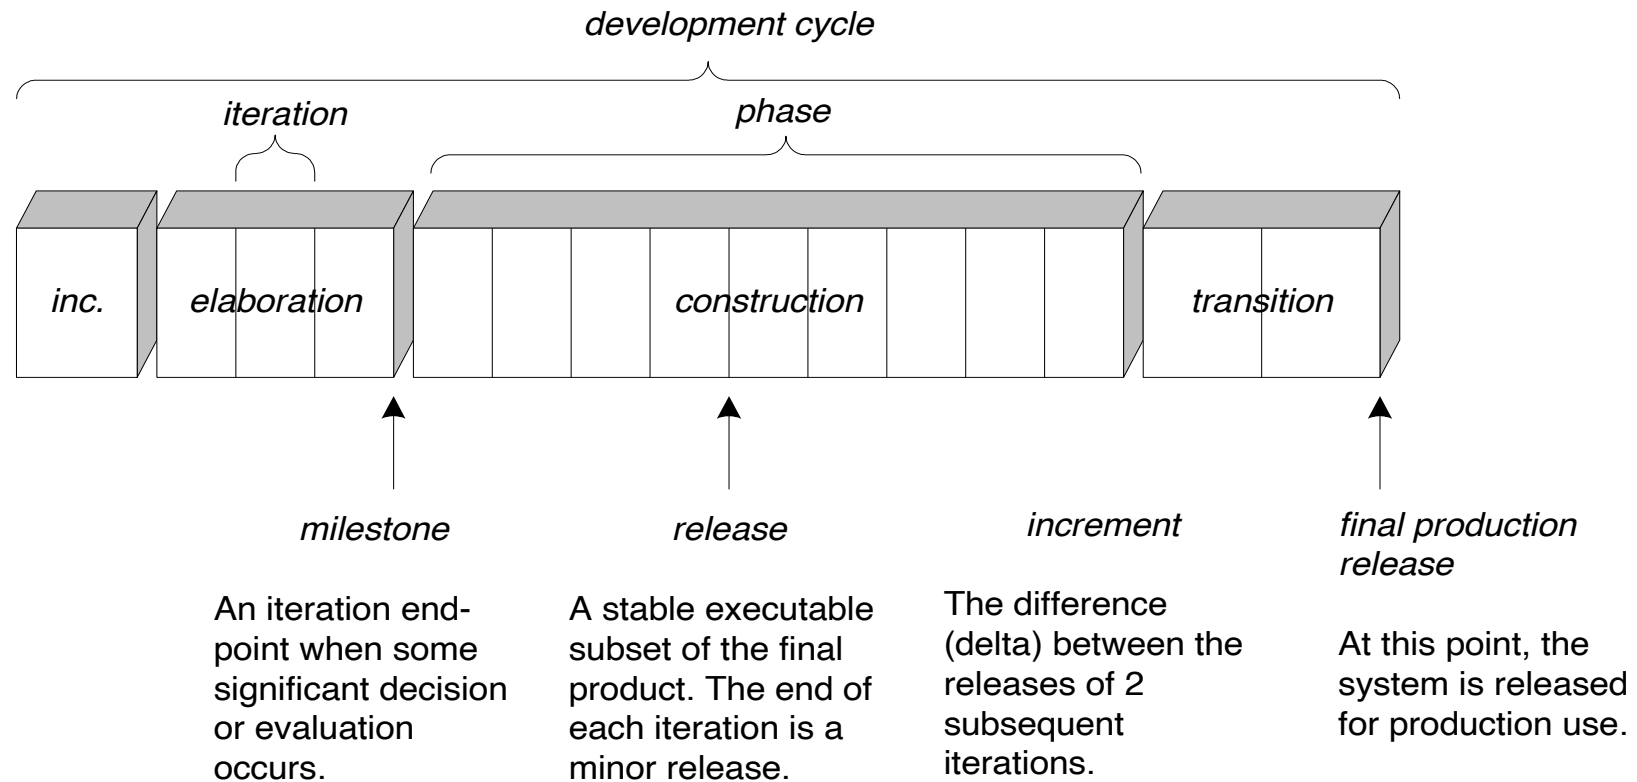 development cycle
iteration
phase
inc.
elaboration
construction
transition
milestone
An iteration end-
point when some
significant decision
or evaluation
occurs.
release
A stable executable
subset of the final
product. The end of
each iteration is a
minor release.
increment
The difference
(delta) between the
releases of 2
subsequent
iterations.
final production
release
At this point, the
system is released
for production use.